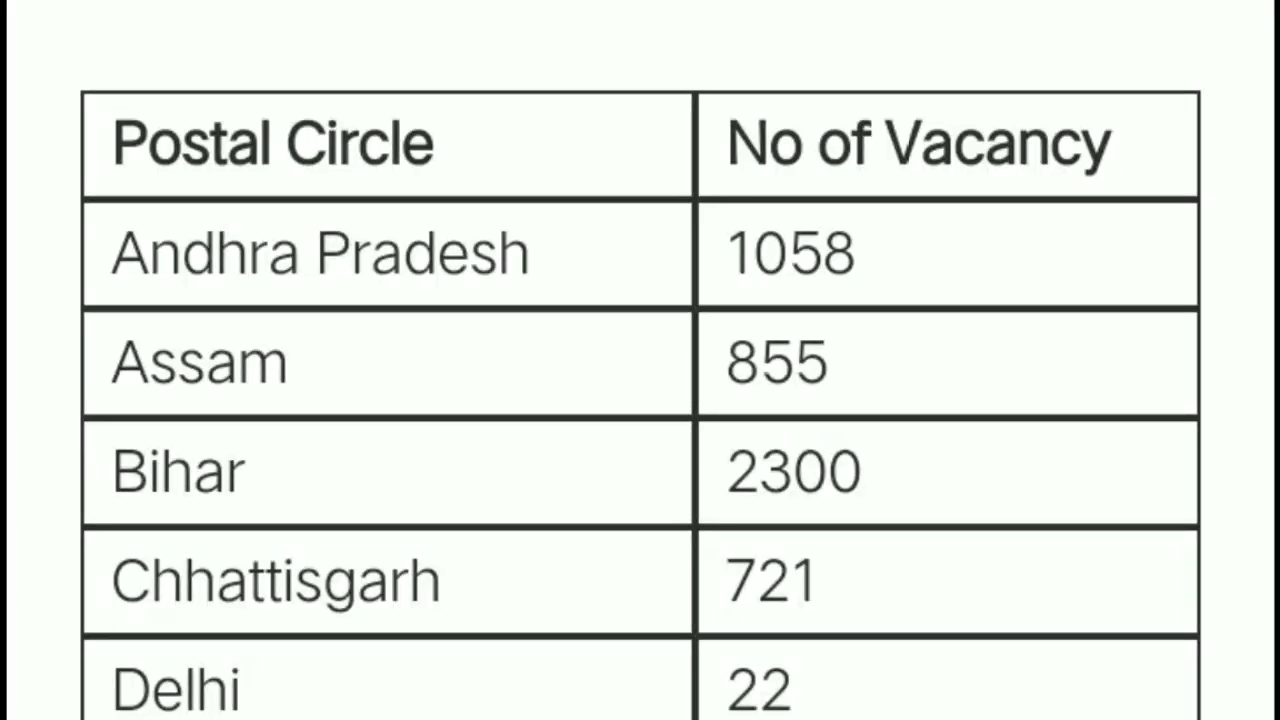 Postal Circle No of Vacancy
Andhra Pradesh 1058
Assam 855
Bihar 2300
Chhattisgarh 721
Delhi 22